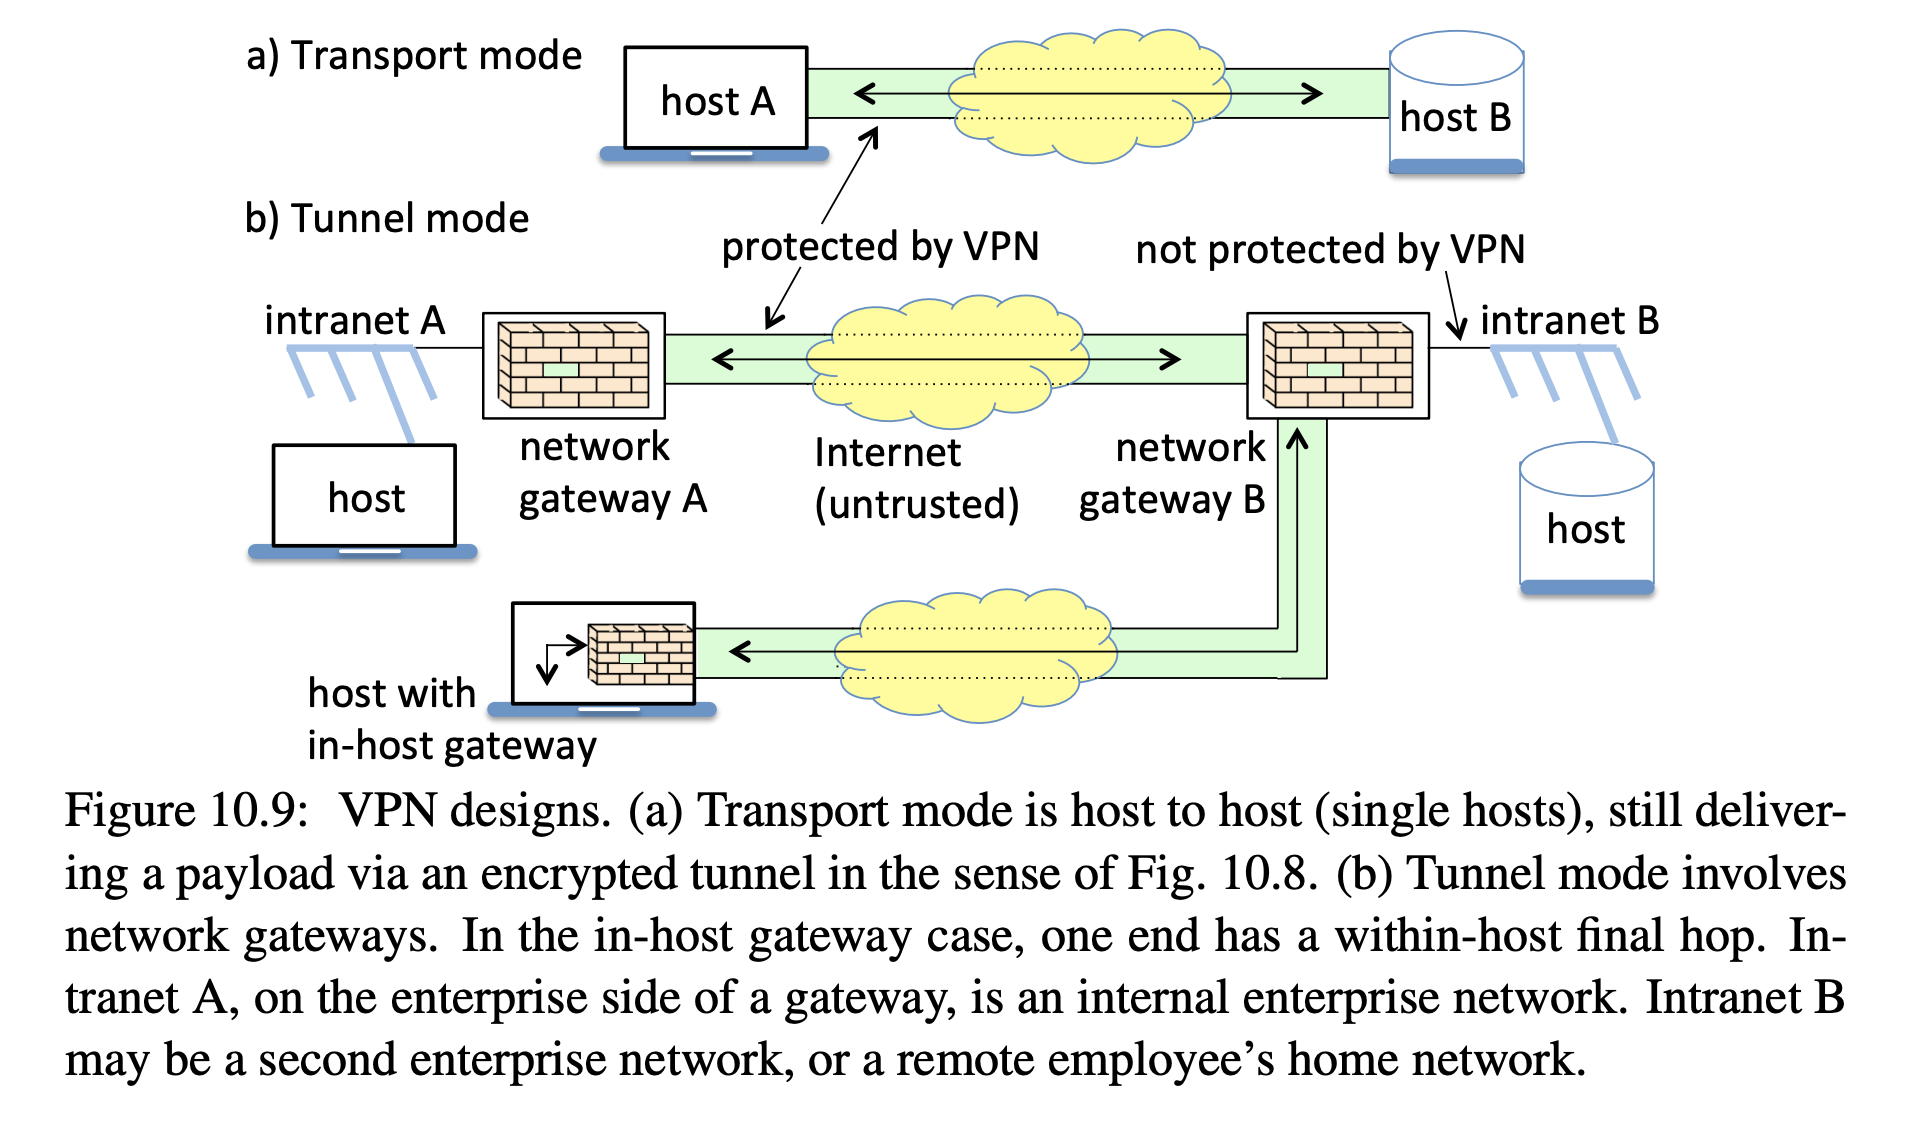 a) Transport mode
host A
host B
b) Tunnel mode
protected by VPN
not protected by VPN
intranet A
intranet B
network
gateway A
Internet
(untrusted)
network
gateway B
host
host
host with
in-host gateway
Figure 10.9: VPN designs. (a) Transport mode is host to host (single hosts), still deliver-
ing a payload via an encrypted tunnel in the sense of Fig. 10.8. (b) Tunnel mode involves
network gateways. In the in-host gateway case, one end has a within-host final hop. In-
tranet A, on the enterprise side of a gateway, is an internal enterprise network. Intranet B
may be a second enterprise network, or a remote employee’s home network.